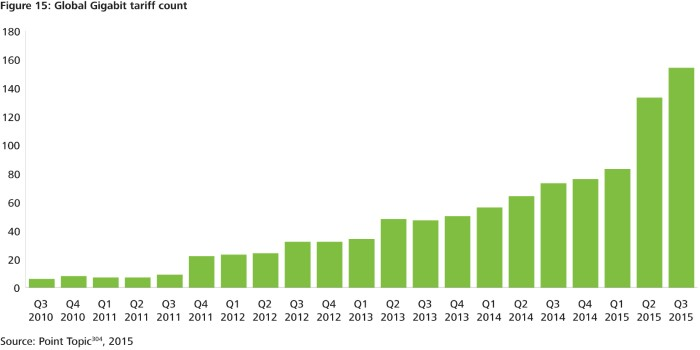 Figure 15: Global Gigabit tariff count
180
160
140
120
100
80
60
40
20
0
Q3 Q4 Q1 Q2 Q3 Q4 Q1 Q2 Q3 Q4 Q1 Q2 Q3 Q4 Q1 Q2 Q3 Q4 Q1 Q2 Q3
2010 2010 2011 2011 2011 2011 2012 2012 2012 2012 2013 2013 2013 2013 2014 2014 2014 2014 2015 2015 2015
Source: Point Topic³⁰⁴, 2015